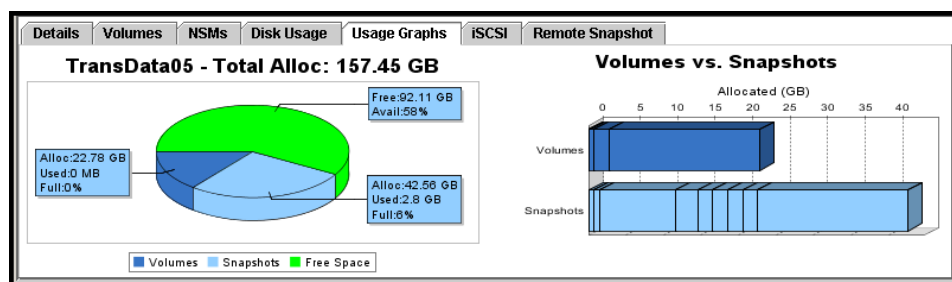 Details Volumes NSMs Disk Usage Usage Graphs iSCSI Remote Snapshot
TransData05 - Total Alloc: 157.45 GB
Free:92.11 GB
Avail:58%
Alloc:22.78 GB
Used:0 MB
Full:0%
Alloc:42.56 GB
Used:2.8 GB
Full:6%
Volumes Snapshots Free Space
Volumes vs. Snapshots
Allocated (GB)
0 5 10 15 20 25 30 35 40
Volumes
Snapshots